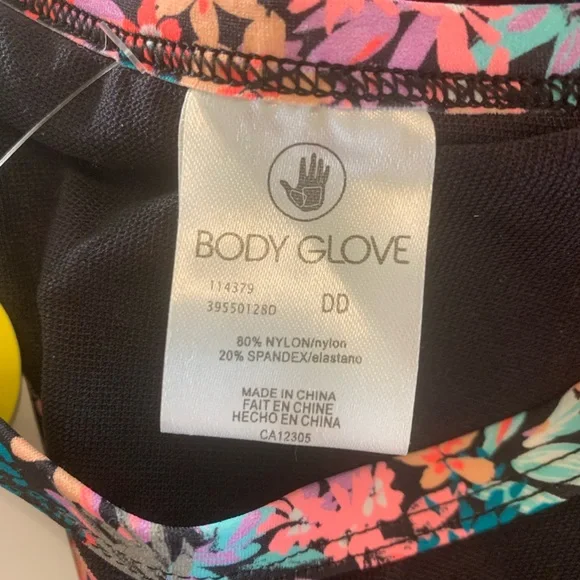 BODY GLOVE
114379
39550128D DD
80% NYLON/nylon
20% SPANDEX/elastano
MADE IN CHINA
FAIT EN CHINE
HECHO EN CHINA
CA12305